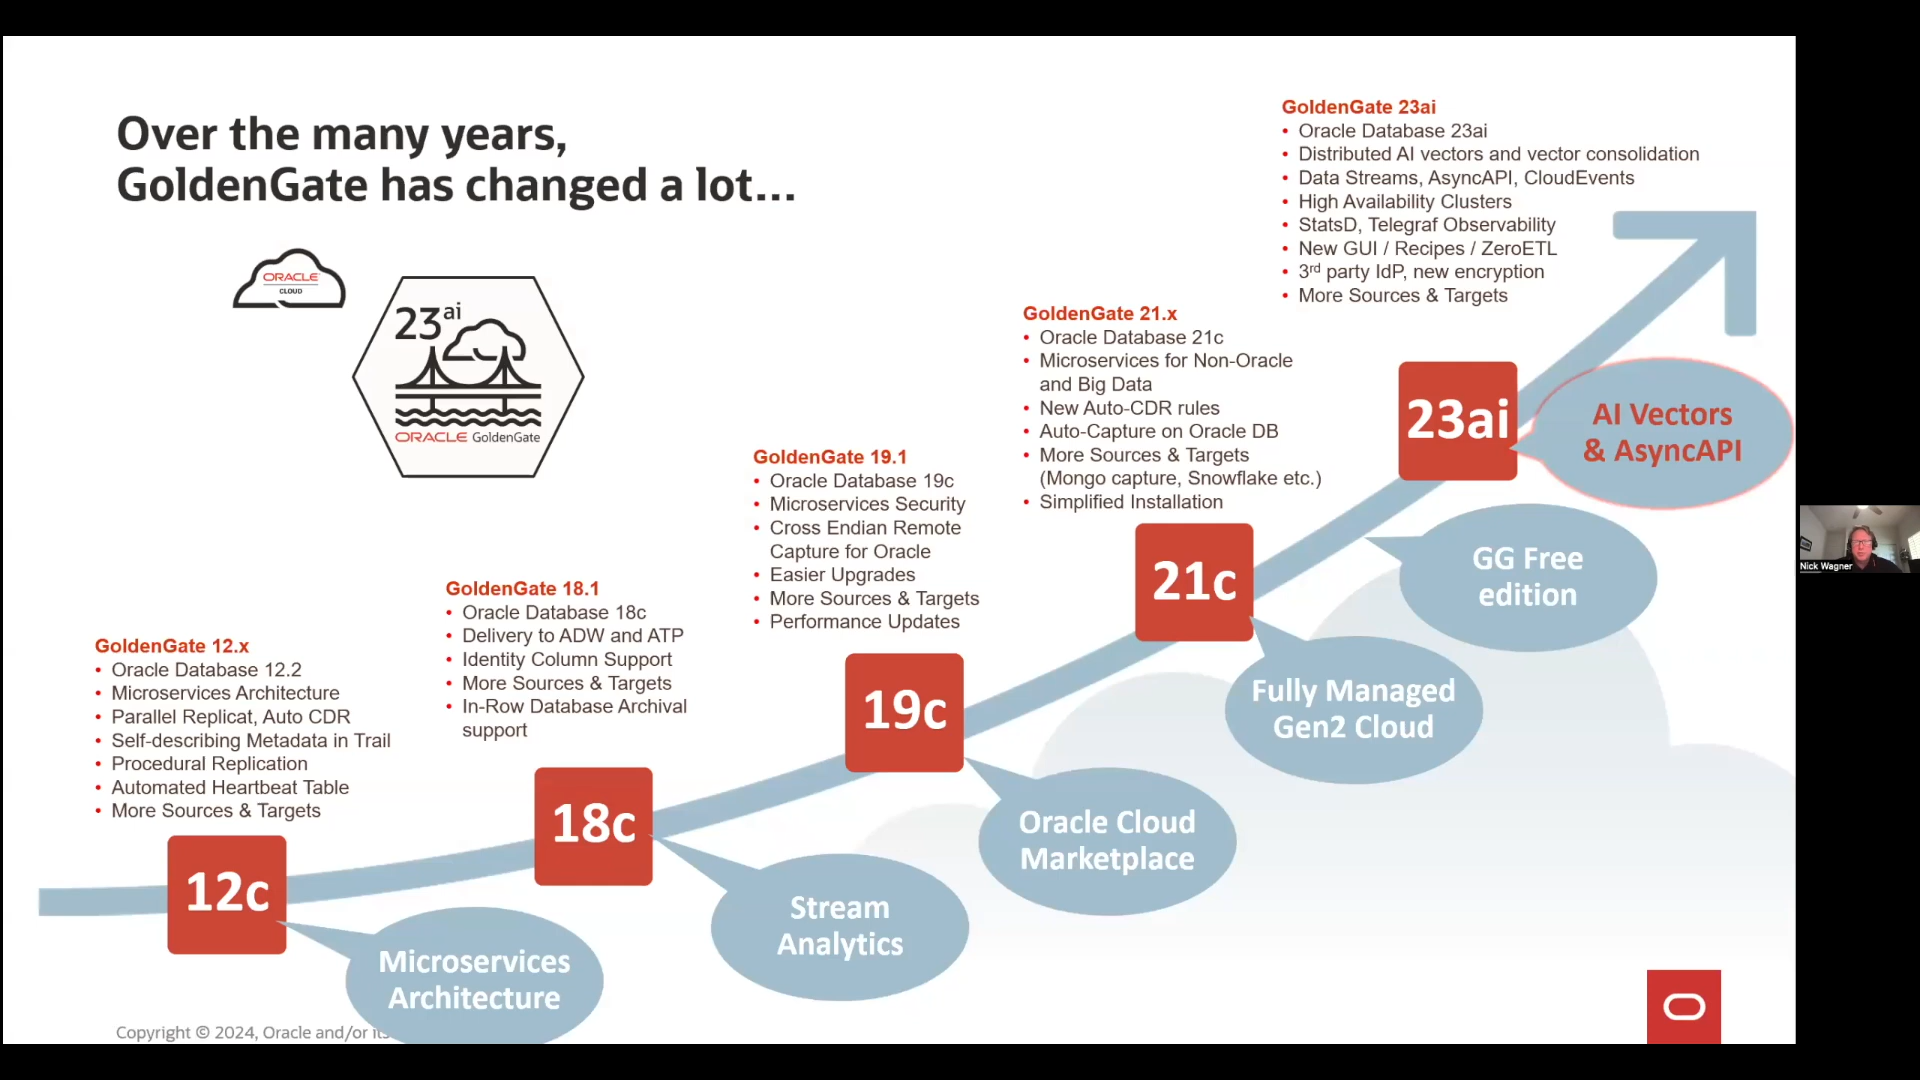 Over the many years,
GoldenGate has changed a lot...
ORACLE
CLOUD
23ai
ORACLE GoldenGate
GoldenGate 12.x
• Oracle Database 12.2
• Microservices Architecture
• Parallel Replicat, Auto CDR
• Self-describing Metadata in Trail
• Procedural Replication
• Automated Heartbeat Table
• More Sources & Targets
12c
Microservices
Architecture
GoldenGate 18.1
• Oracle Database 18c
• Delivery to ADW and ATP
• Identity Column Support
• More Sources & Targets
• In-Row Database Archival
support
18c
Stream
Analytics
GoldenGate 19.1
• Oracle Database 19c
• Microservices Security
• Cross Endian Remote
Capture for Oracle
• Easier Upgrades
• More Sources & Targets
• Performance Updates
19c
Oracle Cloud
Marketplace
GoldenGate 21.x
• Oracle Database 21c
• Microservices for Non-Oracle
and Big Data
• New Auto-CDR rules
• Auto-Capture on Oracle DB
• More Sources & Targets
(Mongo capture, Snowflake etc.)
• Simplified Installation
21c
Fully Managed
Gen2 Cloud
GG Free
edition
GoldenGate 23ai
• Oracle Database 23ai
• Distributed AI vectors and vector consolidation
• Data Streams, AsyncAPI, CloudEvents
• High Availability Clusters
• StatsD, Telegraf Observability
• New GUI / Recipes / ZeroETL
• 3rd party IdP, new encryption
• More Sources & Targets
23ai
AI Vectors
& AsyncAPI
Nick Wagner
Copyright © 2024, Oracle and/or its